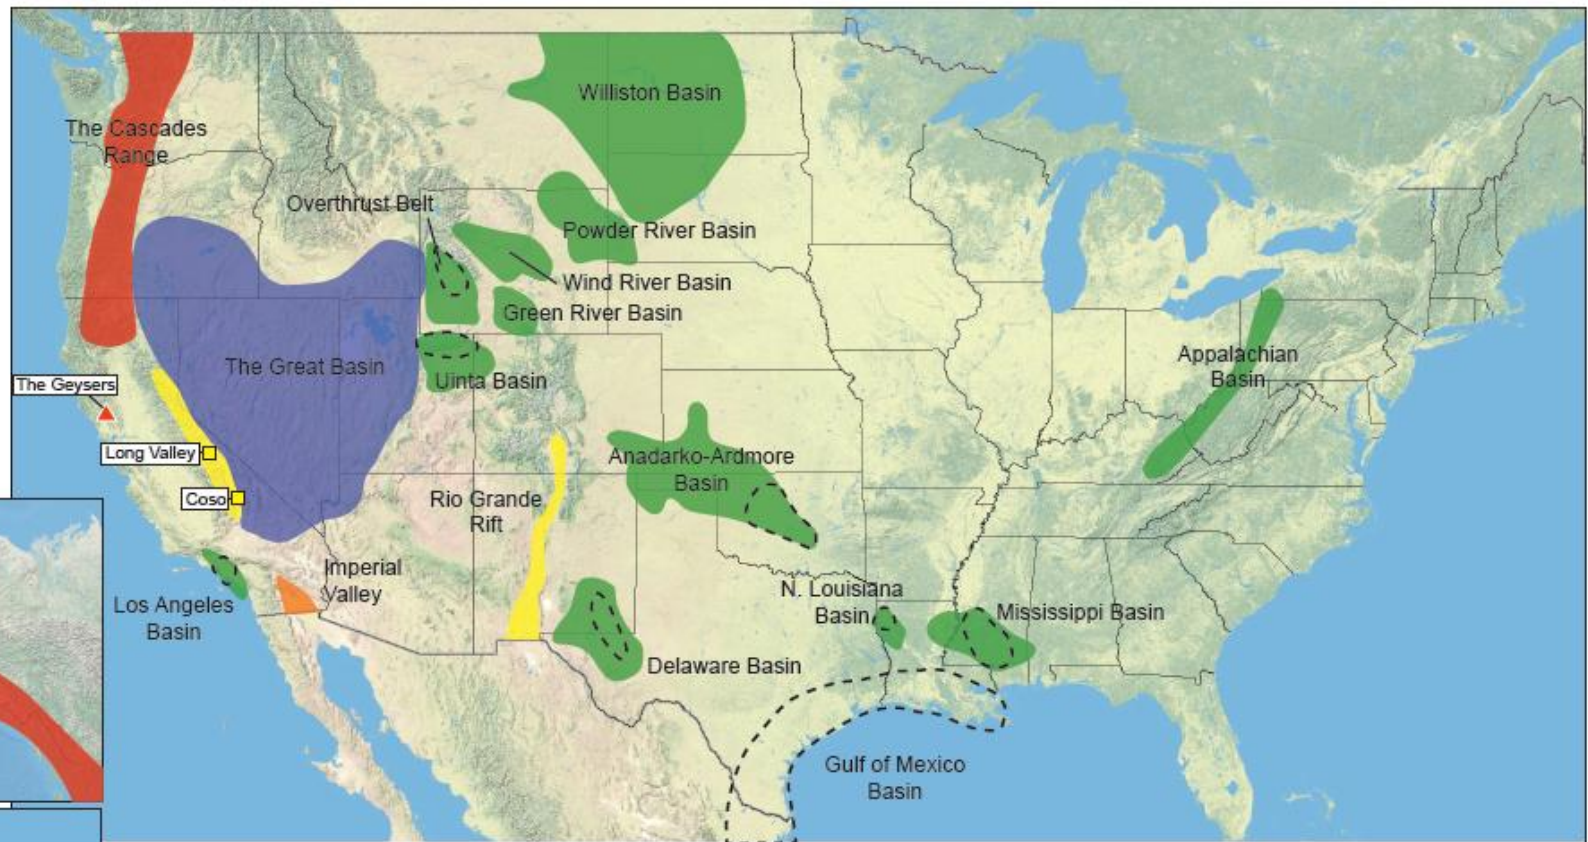 Williston Basin
The Cascades
Range
Overthrust Belt
Powder River Basin
Wind River Basin
Green River Basin
The Great Basin
Uinta Basin
Appalachian
Basin
The Geysers
Long Valley
Coso
Anadarko-Ardmore
Basin
Rio Grande
Rift
Imperial
Valley
Los Angeles
Basin
N. Louisiana
Basin
Mississippi Basin
Delaware Basin
Gulf of Mexico
Basin